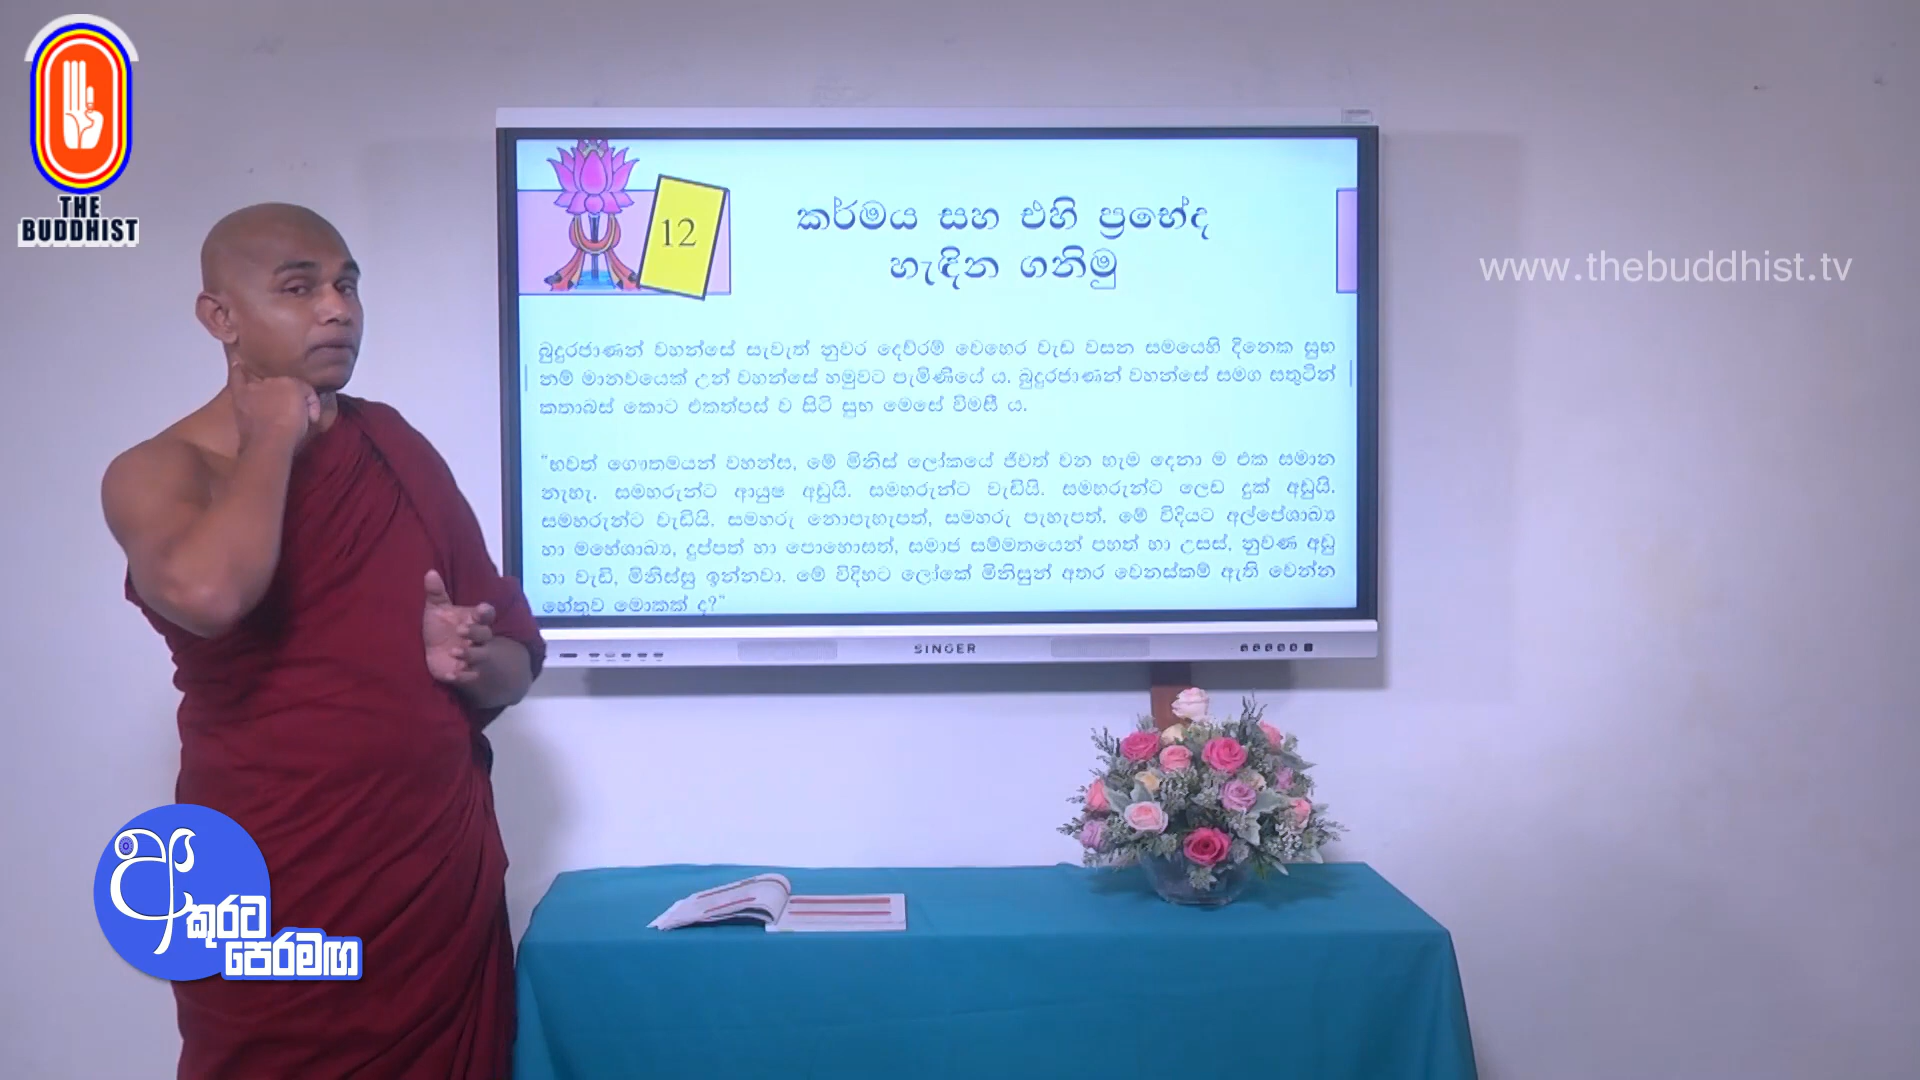 THE
BUDDHIST
12
කර්මය සහ එහි ප්‍රභේද
හැඳින ගනිමු
www.thebuddhist.tv
බුදුරජාණන් වහන්සේ සැවැත් නුවර දෙව්රම් වෙහෙර වැඩ වසන සමයෙහි දිනෙක සුභ
නම් මානවයෙක් උන් වහන්සේ හමුවට පැමිණියේ ය. බුදුරජාණන් වහන්සේ සමග සතුටින්
කතාබස් කොට එකත්පස් ව සිටි සුභ මෙසේ විමසී ය.
"භවත් ගෞතමයන් වහන්ස, මේ මිනිස් ලෝකයේ ජීවත් වන හැම දෙනා ම එක සමාන
නැහැ. සමහරුන්ට ආයුෂ අඩුයි. සමහරුන්ට වැඩියි. සමහරුන්ට ලෙඩ දුක් අඩුයි.
සමහරුන්ට වැඩියි. සමහරු නොපැහැපත්, සමහරු පැහැපත්. මේ විදියට අල්පේශාඛ්‍ය
හා මහේශාඛ්‍ය, දුප්පත් හා පොහොසත්, සමාජ සම්මතයෙන් පහත් හා උසස්, නුවණ අඩු
හා වැඩි, මිනිස්සු ඉන්නවා. මේ විදිහට ලෝකේ මිනිසුන් අතර වෙනස්කම් ඇති වෙන්න
හේතුව මොකක් ද?"
SINGER
අකුරට
පෙරමඟ